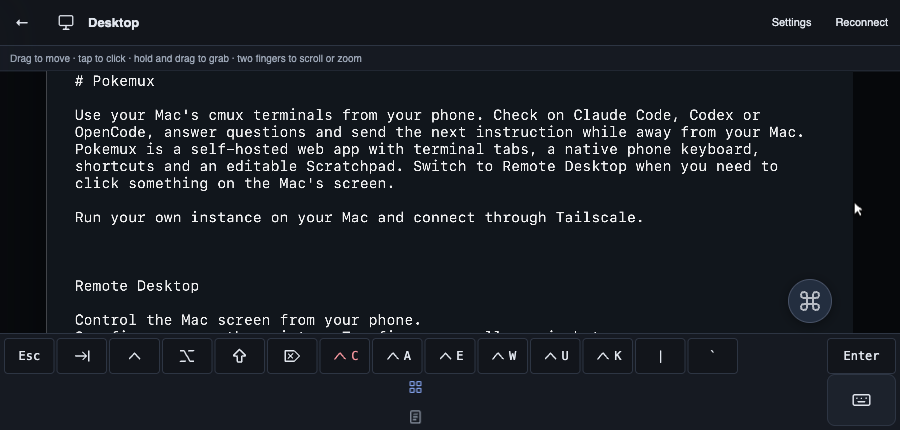 Desktop
Settings
Reconnect
Drag to move · tap to click · hold and drag to grab · two fingers to scroll or zoom
# Pokemux
Use your Mac's cmux terminals from your phone. Check on Claude Code, Codex or
OpenCode, answer questions and send the next instruction while away from your Mac.
Pokemux is a self-hosted web app with terminal tabs, a native phone keyboard,
shortcuts and an editable Scratchpad. Switch to Remote Desktop when you need to
click something on the Mac's screen.
Run your own instance on your Mac and connect through Tailscale.
Remote Desktop
Control the Mac screen from your phone.
Esc
^ C
^ A
^ E
^ W
^ U
^ K
|
`
Enter